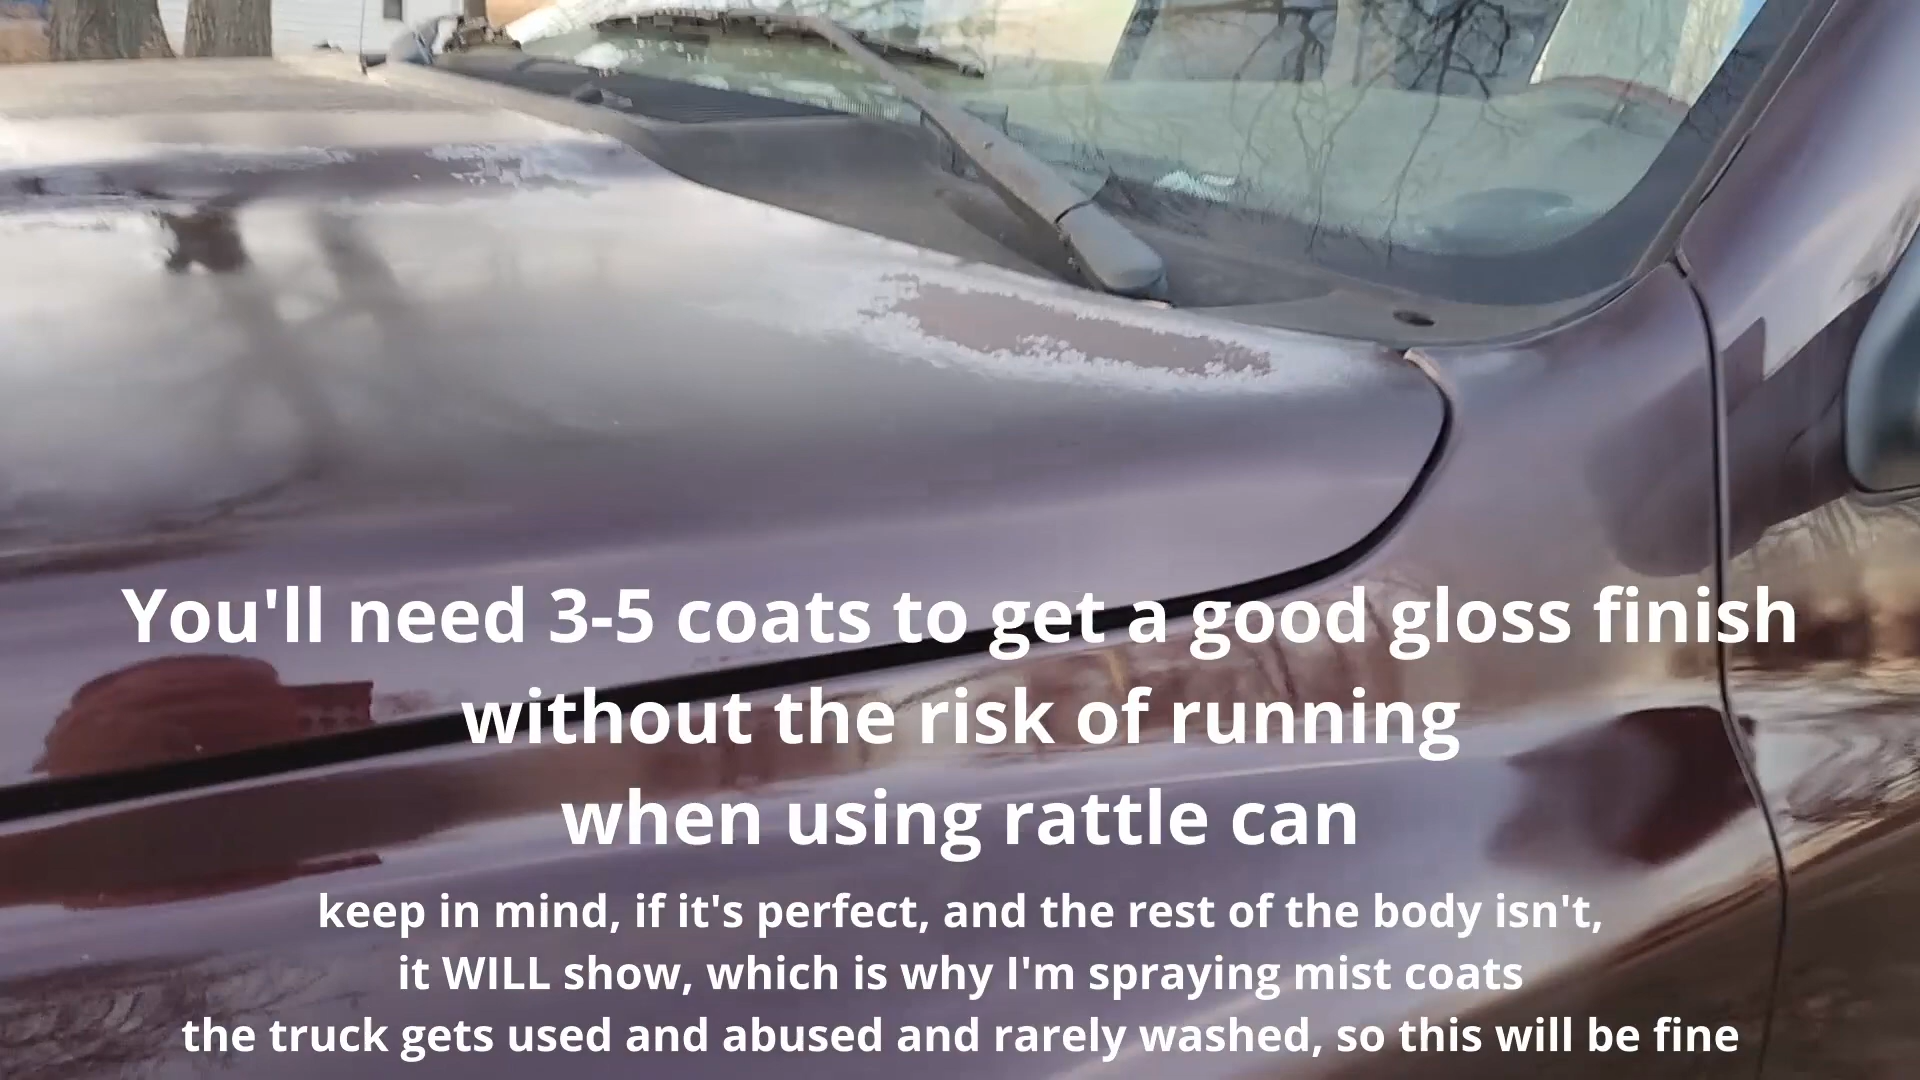 You'll need 3-5 coats to get a good gloss finish
without the risk of running
when using rattle can
keep in mind, if it's perfect, and the rest of the body isn't,
it WILL show, which is why I'm spraying mist coats
the truck gets used and abused and rarely washed, so this will be fine